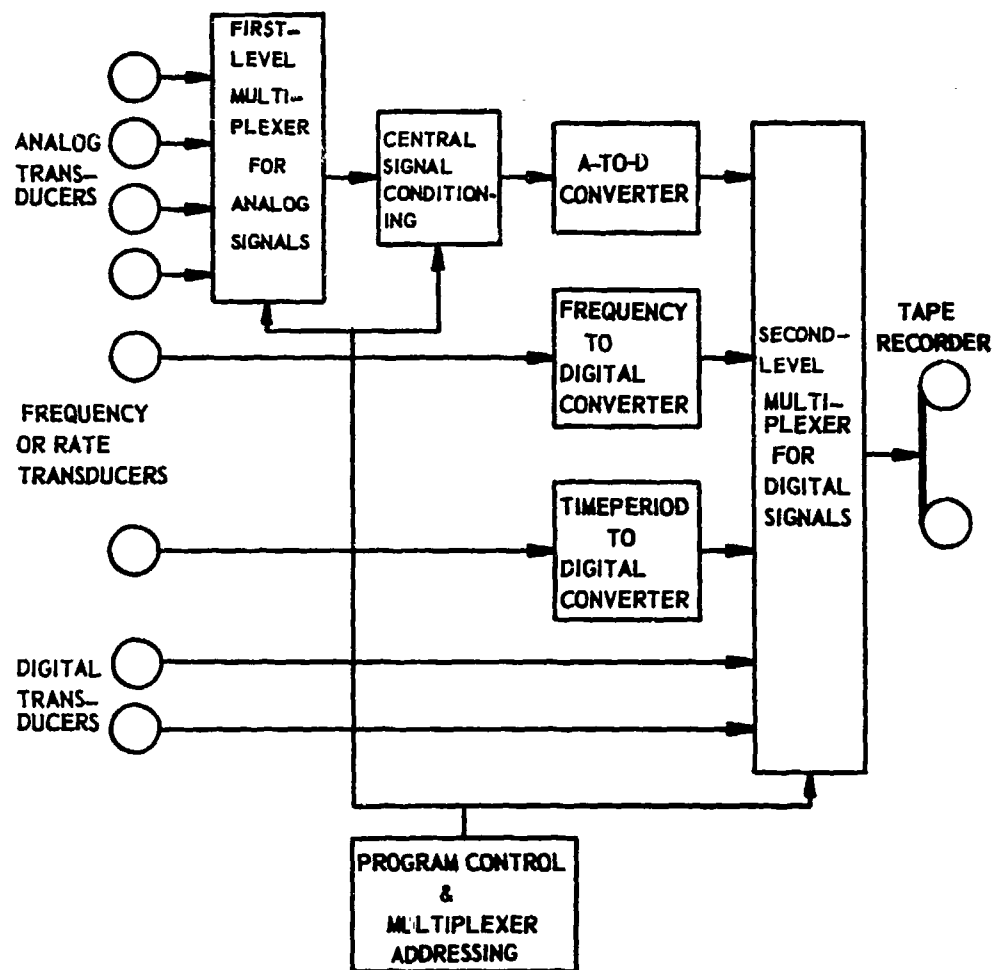 FIRST-
LEVEL
MULTI-
PLEXER
FOR
ANALOG
SIGNALS
ANALOG
TRANS-
DUCERS
CENTRAL
SIGNAL
CONDITION-
ING
A-TO-D
CONVERTER
FREQUENCY
TO
DIGITAL
CONVERTER
SECOND-
LEVEL
MULTI-
PLEXER
FOR
DIGITAL
SIGNALS
TAPE
RECORDER
FREQUENCY
OR RATE
TRANSDUCERS
TIMEPERIOD
TO
DIGITAL
CONVERTER
DIGITAL
TRANS-
DUCERS
PROGRAM CONTROL
&
MULTIPLEXER
ADDRESSING